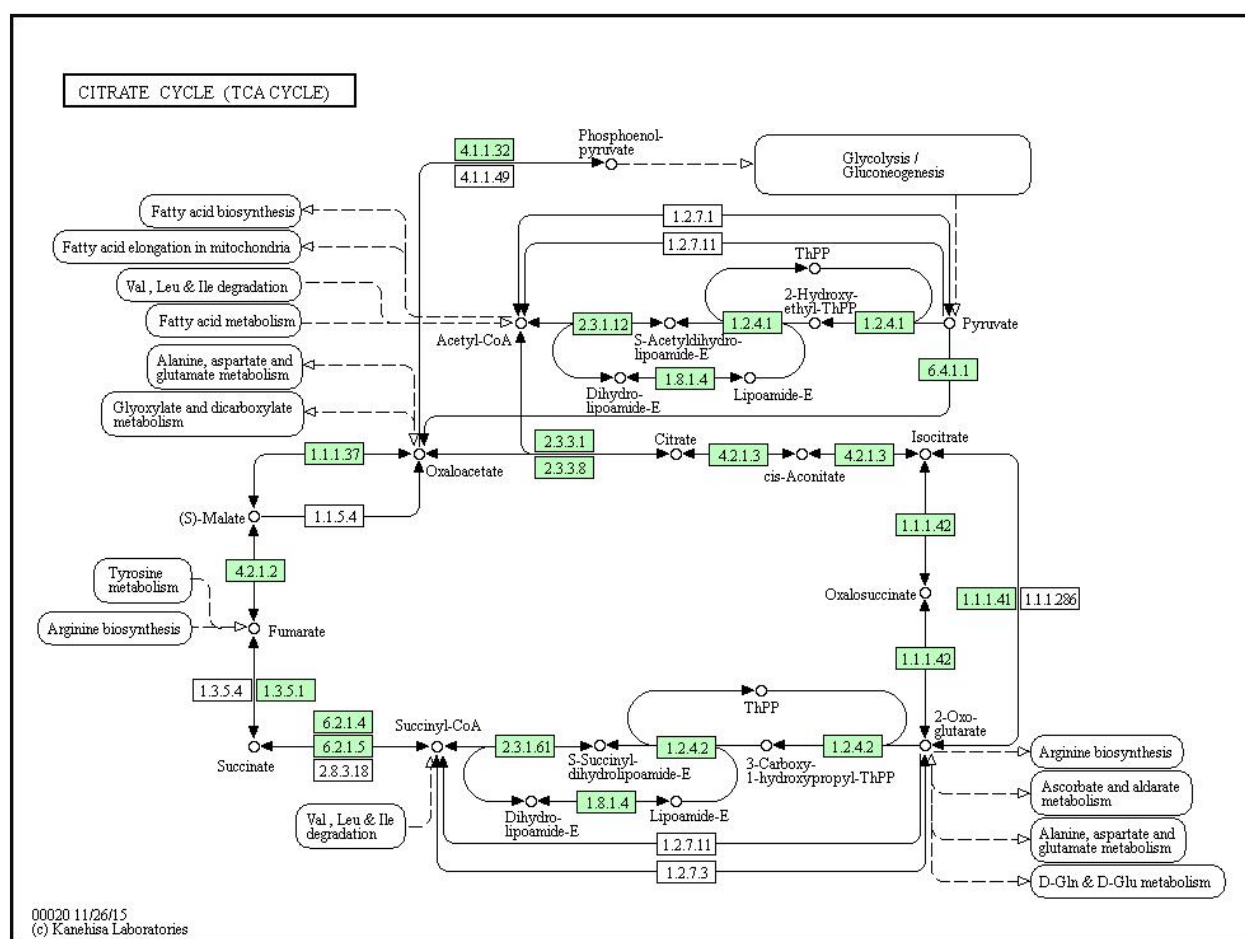 CITRATE CYCLE (TCA CYCLE)
Phosphoenol-
pyruvate
4.1.1.32
4.1.1.49
Glycolysis /
Gluconeogenesis
Fatty acid biosynthesis
Fatty acid elongation in mitochondria
Val , Leu & Ile degradation
Fatty acid metabolism
Alanine, aspartate and
glutamate metabolism
Glyoxylate and dicarboxylate
metabolism
1.2.7.1
1.2.7.11
ThPP
2-Hydroxy-
ethyl-ThPP
Acetyl-CoA
2.3.1.12
S-Acetyldihydro-
lipoamide-E
1.2.4.1
1.2.4.1
Pyruvate
Dihydro-
lipoamide-E
1.8.1.4
Lipoamide-E
6.4.1.1
1.1.1.37
Oxaloacetate
2.3.3.1
2.3.3.8
Citrate
4.2.1.3
cis-Aconitate
4.2.1.3
Isocitrate
(S)-Malate
1.1.5.4
1.1.1.42
4.2.1.2
Tyrosine
metabolism
Arginine biosynthesis
Fumarate
Oxalosuccinate
1.1.1.41
1.1.1.286
1.1.1.42
1.3.5.4
1.3.5.1
ThPP
6.2.1.4
6.2.1.5
2.8.3.18
Succinate
Succinyl-CoA
2.3.1.61
S-Succinyl-
dihydrolipoamide-E
1.2.4.2
3-Carboxy-
1-hydroxypropyl-ThPP
1.2.4.2
2-Oxo-
glutarate
Dihydro-
lipoamide-E
1.8.1.4
Lipoamide-E
Val , Leu & Ile
degradation
1.2.7.11
1.2.7.3
Arginine biosynthesis
Ascorbate and aldarate
metabolism
Alanine, aspartate and
glutamate metabolism
D-Gln & D-Glu metabolism
00020 11/26/15
(c) Kanehisa Laboratories